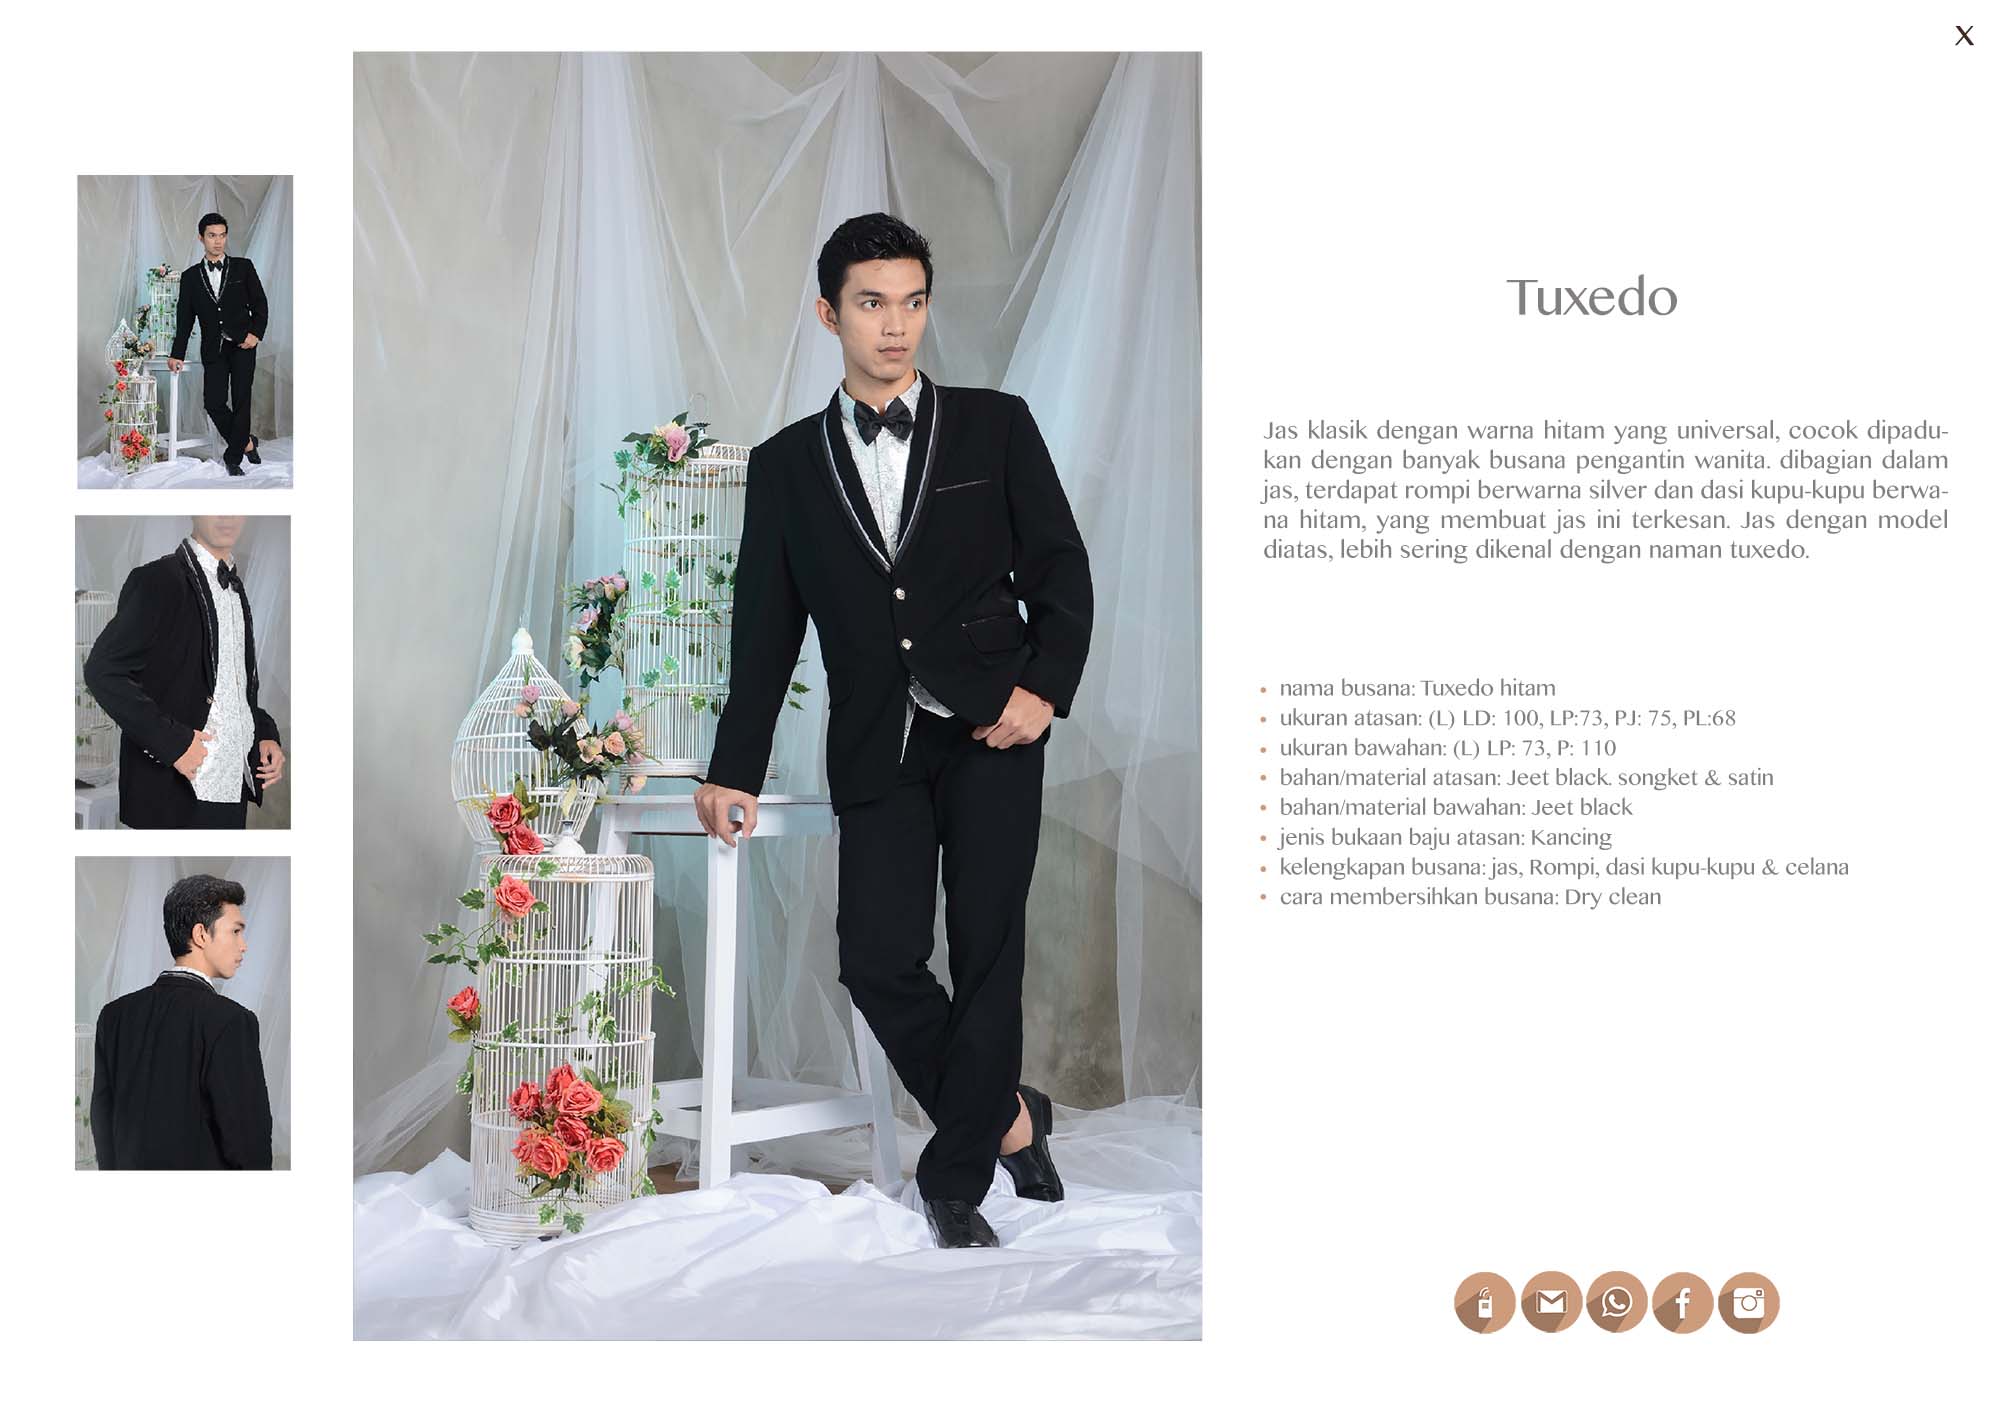 X
Tuxedo
Jas klasik dengan warna hitam yang universal, cocok dipadu-
kan dengan banyak busana pengantin wanita. dibagian dalam
jas, terdapat rompi berwarna silver dan dasi kupu-kupu berwa-
na hitam, yang membuat jas ini terkesan. Jas dengan model
diatas, lebih sering dikenal dengan naman tuxedo.
• nama busana: Tuxedo hitam
• ukuran atasan: (L) LD: 100, LP:73, PJ: 75, PL:68
• ukuran bawahan: (L) LP: 73, P: 110
• bahan/material atasan: Jeet black. songket & satin
• bahan/material bawahan: Jeet black
• jenis bukaan baju atasan: Kancing
• kelengkapan busana: jas, Rompi, dasi kupu-kupu & celana
• cara membersihkan busana: Dry clean